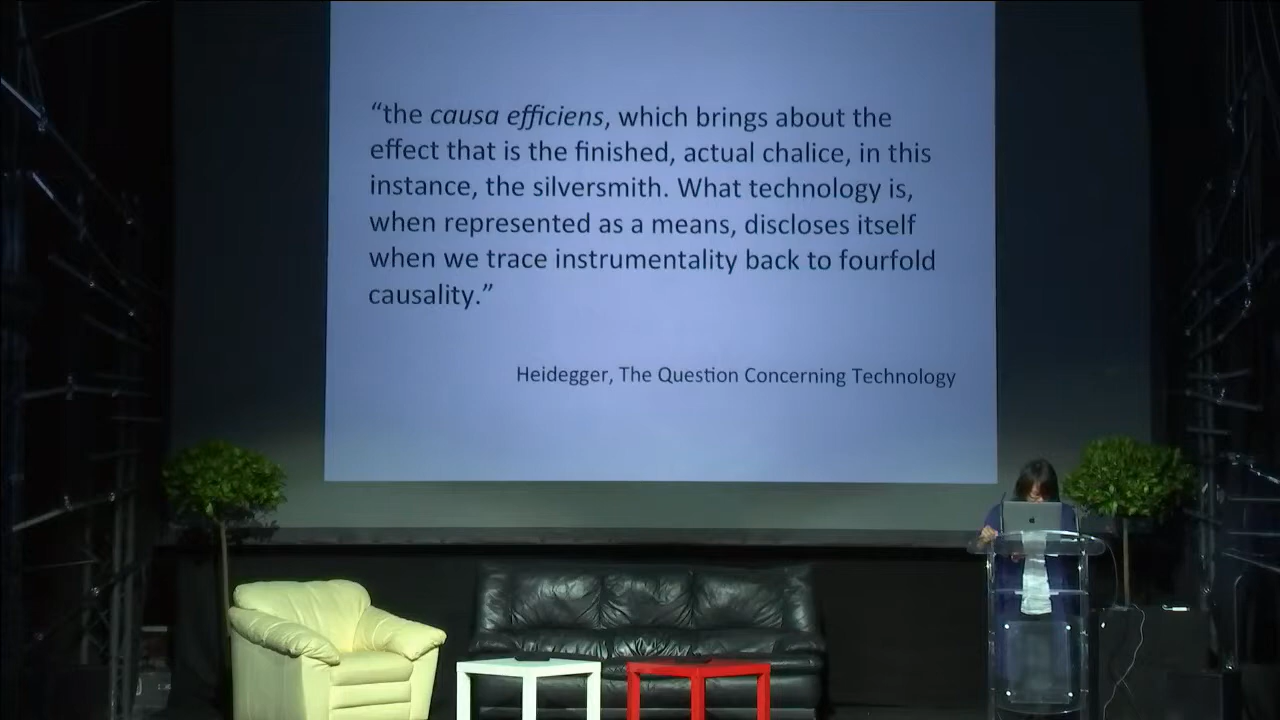 “the causa efficiens, which brings about the
effect that is the finished, actual chalice, in this
instance, the silversmith. What technology is,
when represented as a means, discloses itself
when we trace instrumentality back to fourfold
causality.”
Heidegger, The Question Concerning Technology